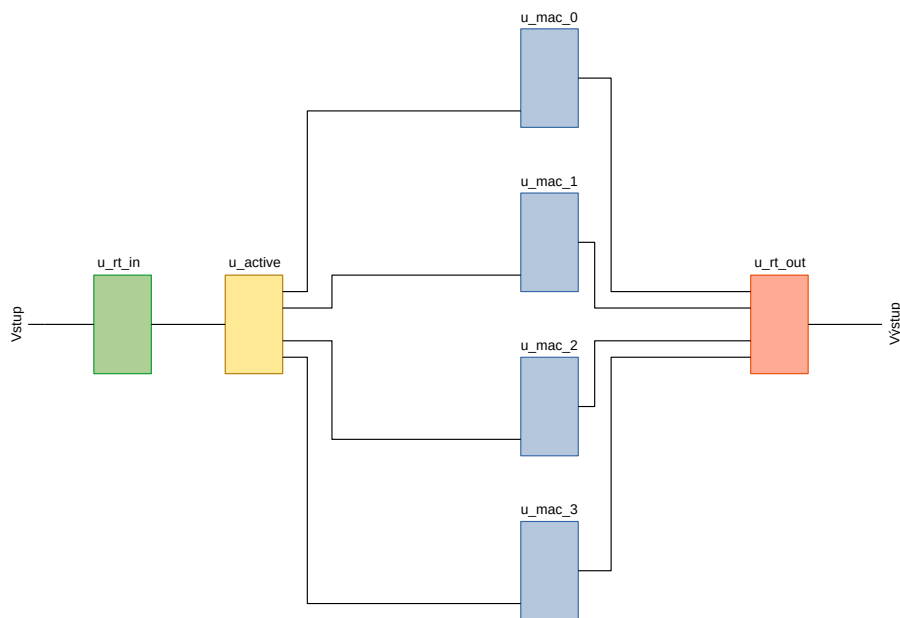 u_mac_0
u_mac_1
u_rt_in
u_active
u_rt_out
Vstup
Výstup
u_mac_2
u_mac_3